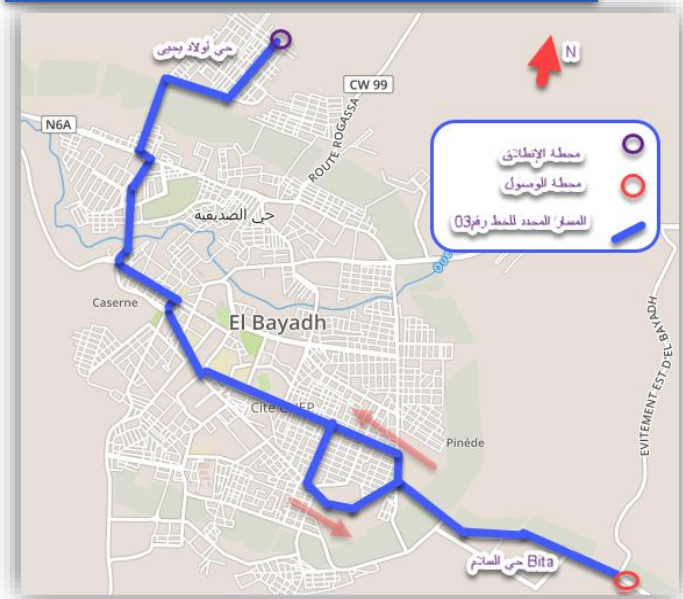 حي أولاد يحيى
N
CW 99
N6A
ROUTE ROGASSA
محطة الإنطلاق
محطة الوصول
المسار المحدد للخط رقم03
حي الصديقية
Caserne
El Bayadh
EVITEMENT EST D'EL BAYADH
Pinède
Bita حي السلام